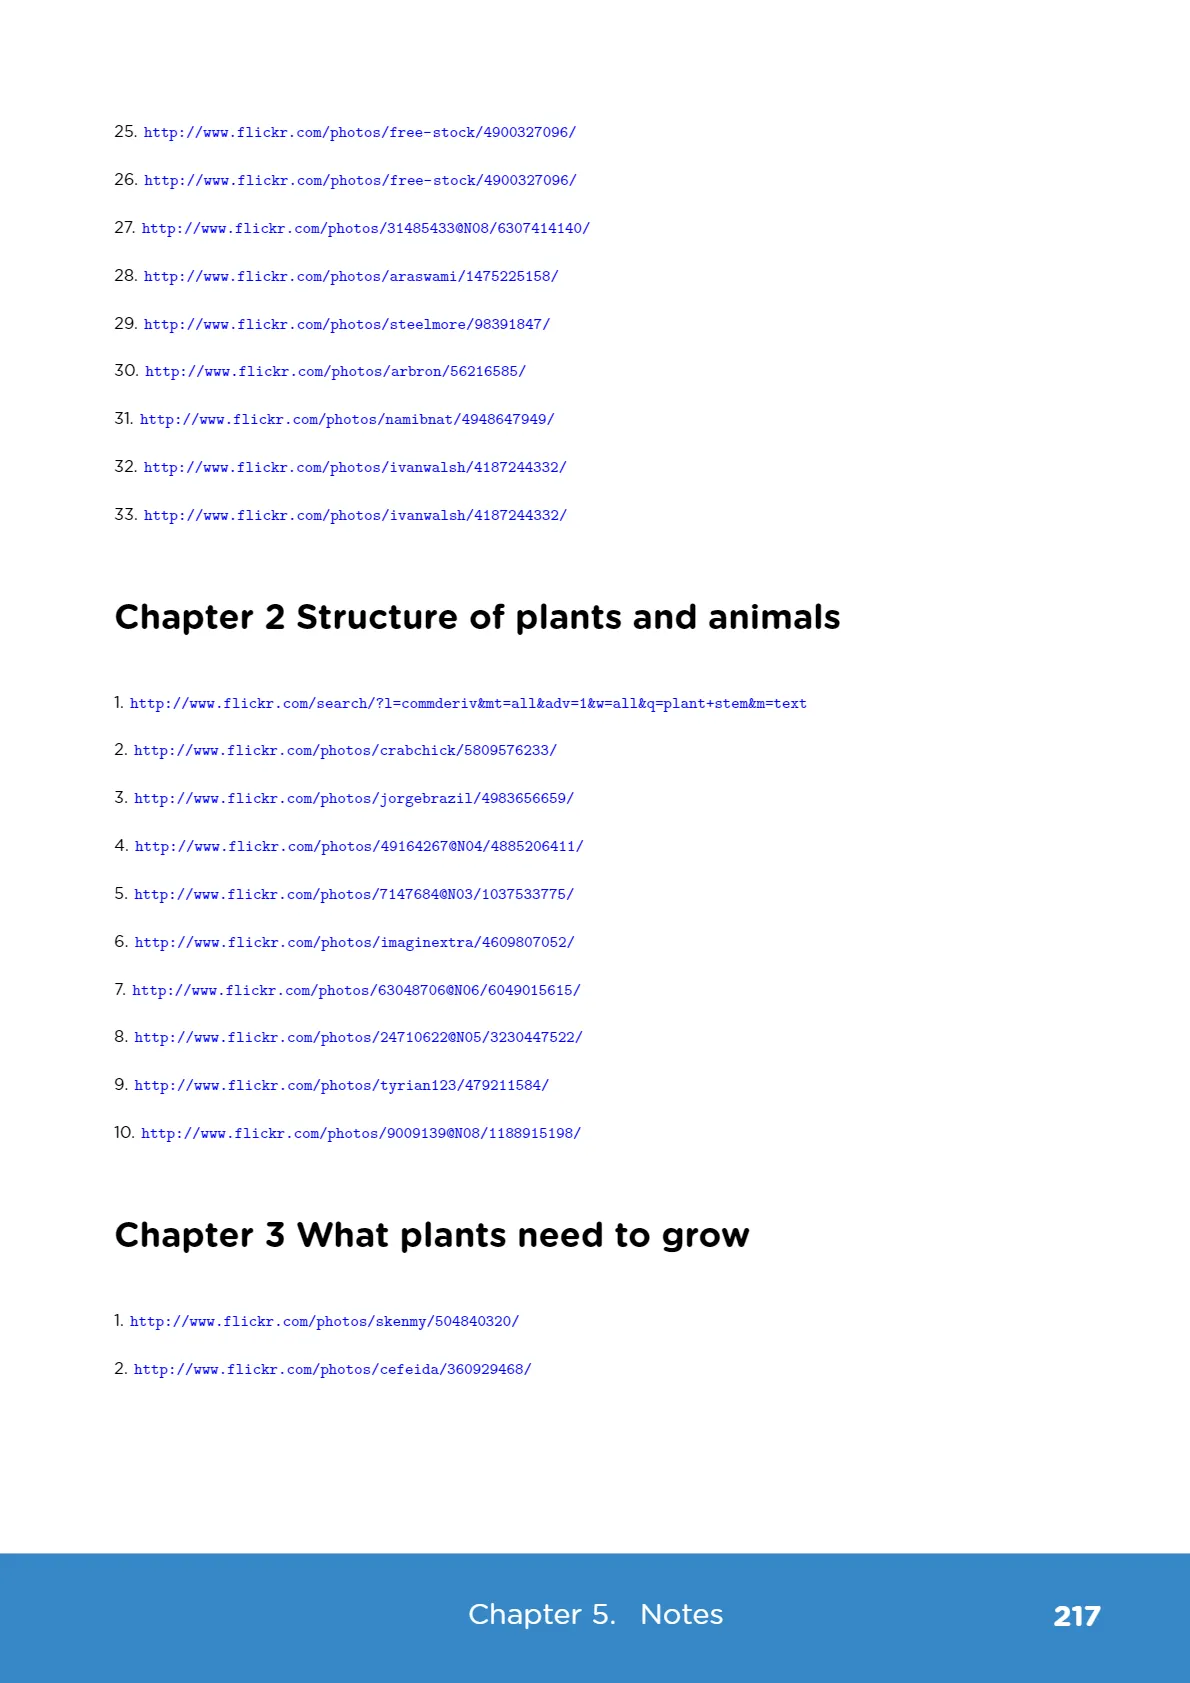 25. http://www.flickr.com/photos/free-stock/4900327096/
26. http://www.flickr.com/photos/free-stock/4900327096/
27. http://www.flickr.com/photos/31485433@N08/6307414140/
28. http://www.flickr.com/photos/araswami/1475225158/
29. http://www.flickr.com/photos/steelmore/98391847/
30. http://www.flickr.com/photos/arbron/56216585/
31. http://www.flickr.com/photos/namibnat/4948647949/
32. http://www.flickr.com/photos/ivanwalsh/4187244332/
33. http://www.flickr.com/photos/ivanwalsh/4187244332/
Chapter 2 Structure of plants and animals
1. http://www.flickr.com/search/?l=commderiv&mt=all&adv=1&w=all&q=plant+stem&m=text
2. http://www.flickr.com/photos/crabchick/5809576233/
3. http://www.flickr.com/photos/jorgebrazil/4983656659/
4. http://www.flickr.com/photos/49164267@N04/4885206411/
5. http://www.flickr.com/photos/7147684@N03/1037533775/
6. http://www.flickr.com/photos/imaginextra/4609807052/
7. http://www.flickr.com/photos/63048706@N06/6049015615/
8. http://www.flickr.com/photos/24710622@N05/3230447522/
9. http://www.flickr.com/photos/tyrian123/479211584/
10. http://www.flickr.com/photos/9009139@N08/1188915198/
Chapter 3 What plants need to grow
1. http://www.flickr.com/photos/skenmy/504840320/
2. http://www.flickr.com/photos/cefeida/360929468/
Chapter 5. Notes 217